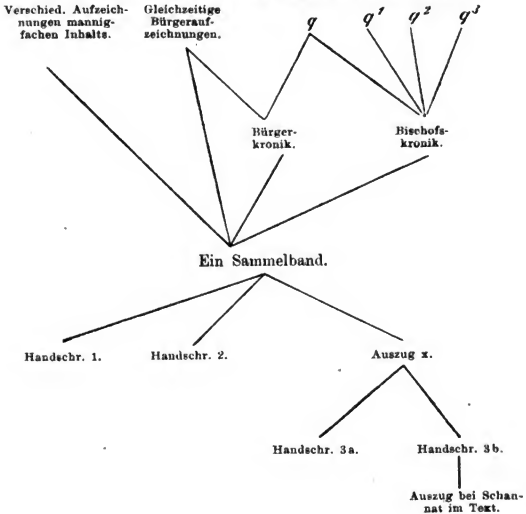 Verschied. Aufzeich-
nungen mannig-
fachen Inhalts.
Gleichzeitige
Bürgerauf-
zeichnungen.
q
q¹
q²
q³
Bürger-
kronik.
Bischofs-
kronik.
Ein Sammelband.
Handschr. 1.
Handschr. 2.
Auszug x.
Handschr. 3a.
Handschr. 3b.
Auszug bei Schan-
nat im Text.